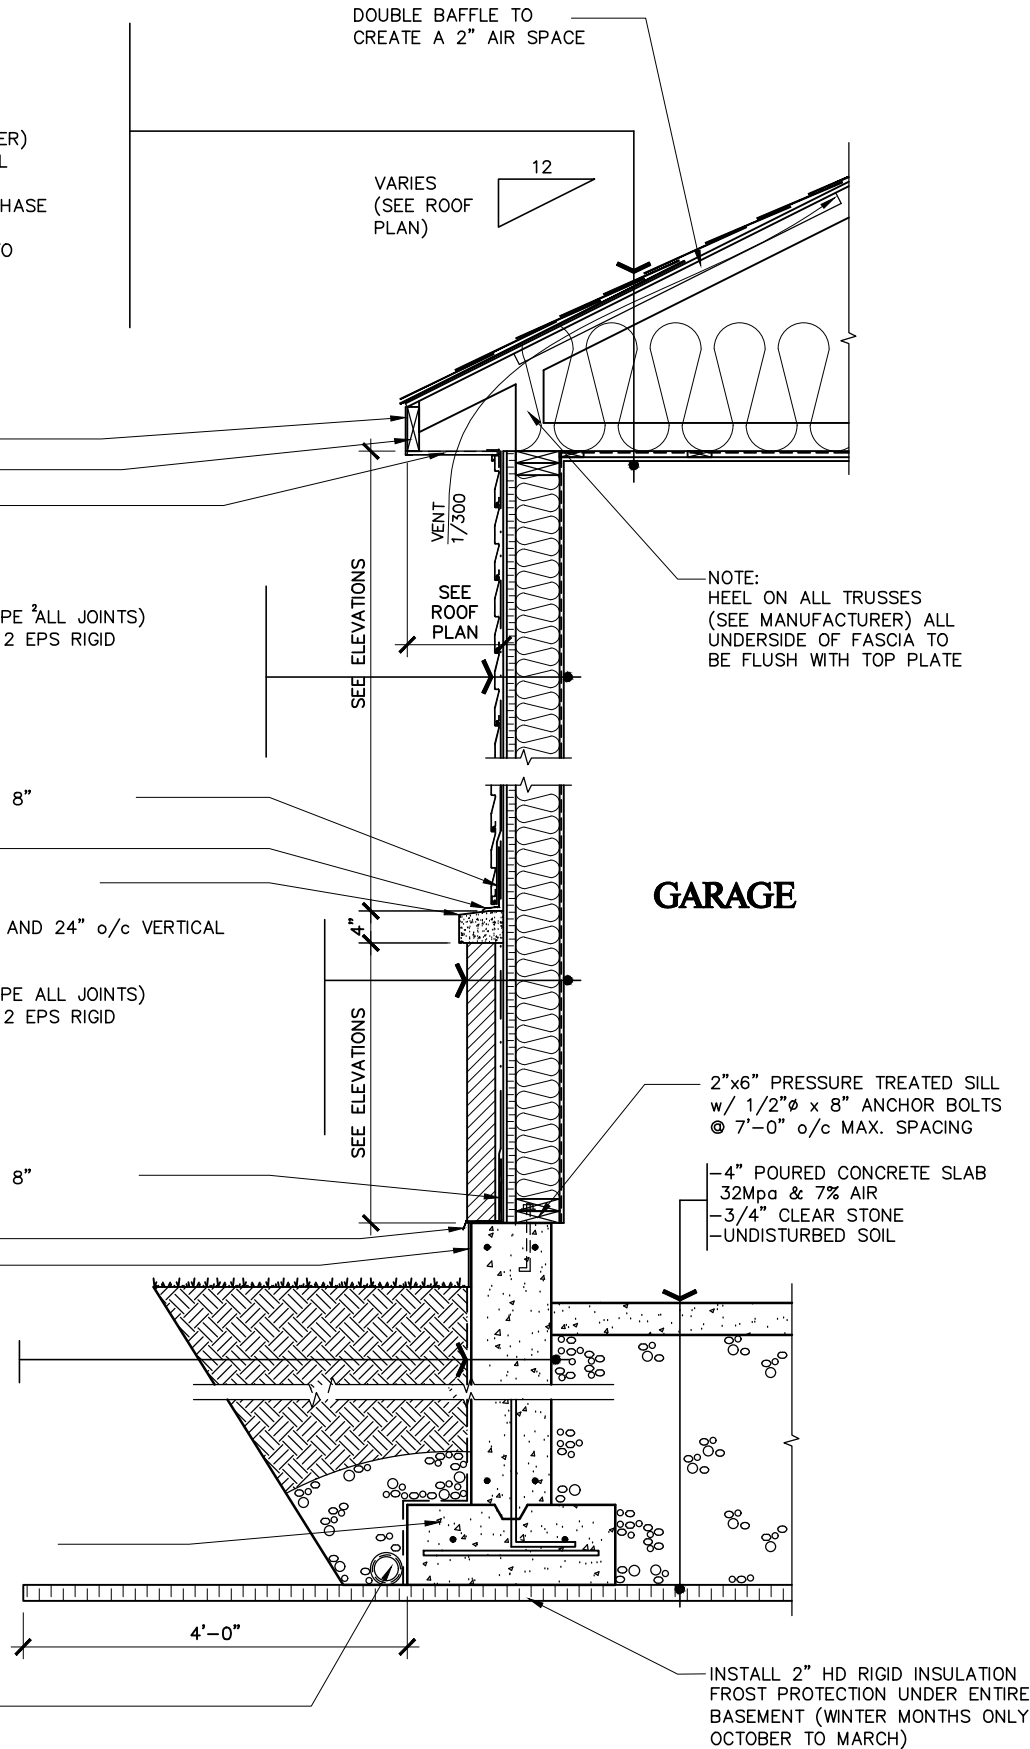 DOUBLE BAFFLE TO
CREATE A 2" AIR SPACE
ER)
L
HASE
TO
12
VARIES
(SEE ROOF
PLAN)
VENT
1/300
SEE
ROOF
PLAN
SEE ELEVATIONS
NOTE:
HEEL ON ALL TRUSSES
(SEE MANUFACTURER) ALL
UNDERSIDE OF FASCIA TO
BE FLUSH WITH TOP PLATE
PE ²ALL JOINTS)
2 EPS RIGID
8"
GARAGE
4"
AND 24" o/c VERTICAL
PE ALL JOINTS)
2 EPS RIGID
SEE ELEVATIONS
2"x6" PRESSURE TREATED SILL
w/ 1/2"ø x 8" ANCHOR BOLTS
@ 7'-0" o/c MAX. SPACING
8"
-4" POURED CONCRETE SLAB
32Mpa & 7% AIR
-3/4" CLEAR STONE
-UNDISTURBED SOIL
4'-0"
INSTALL 2" HD RIGID INSULATION
FROST PROTECTION UNDER ENTIRE
BASEMENT (WINTER MONTHS ONLY
OCTOBER TO MARCH)